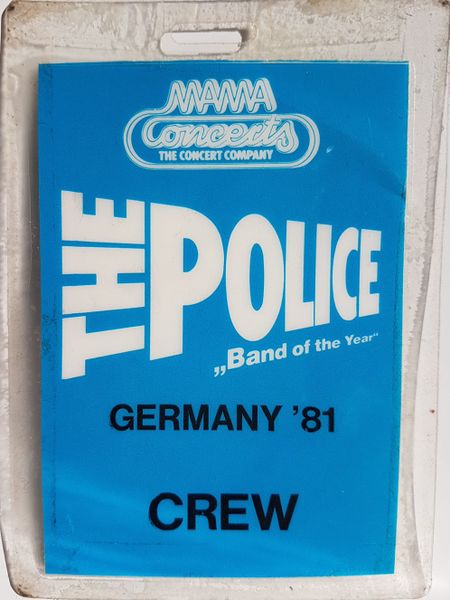 MAMA
Concerts
THE CONCERT COMPANY
THE POLICE
„Band of the Year“
GERMANY '81
CREW